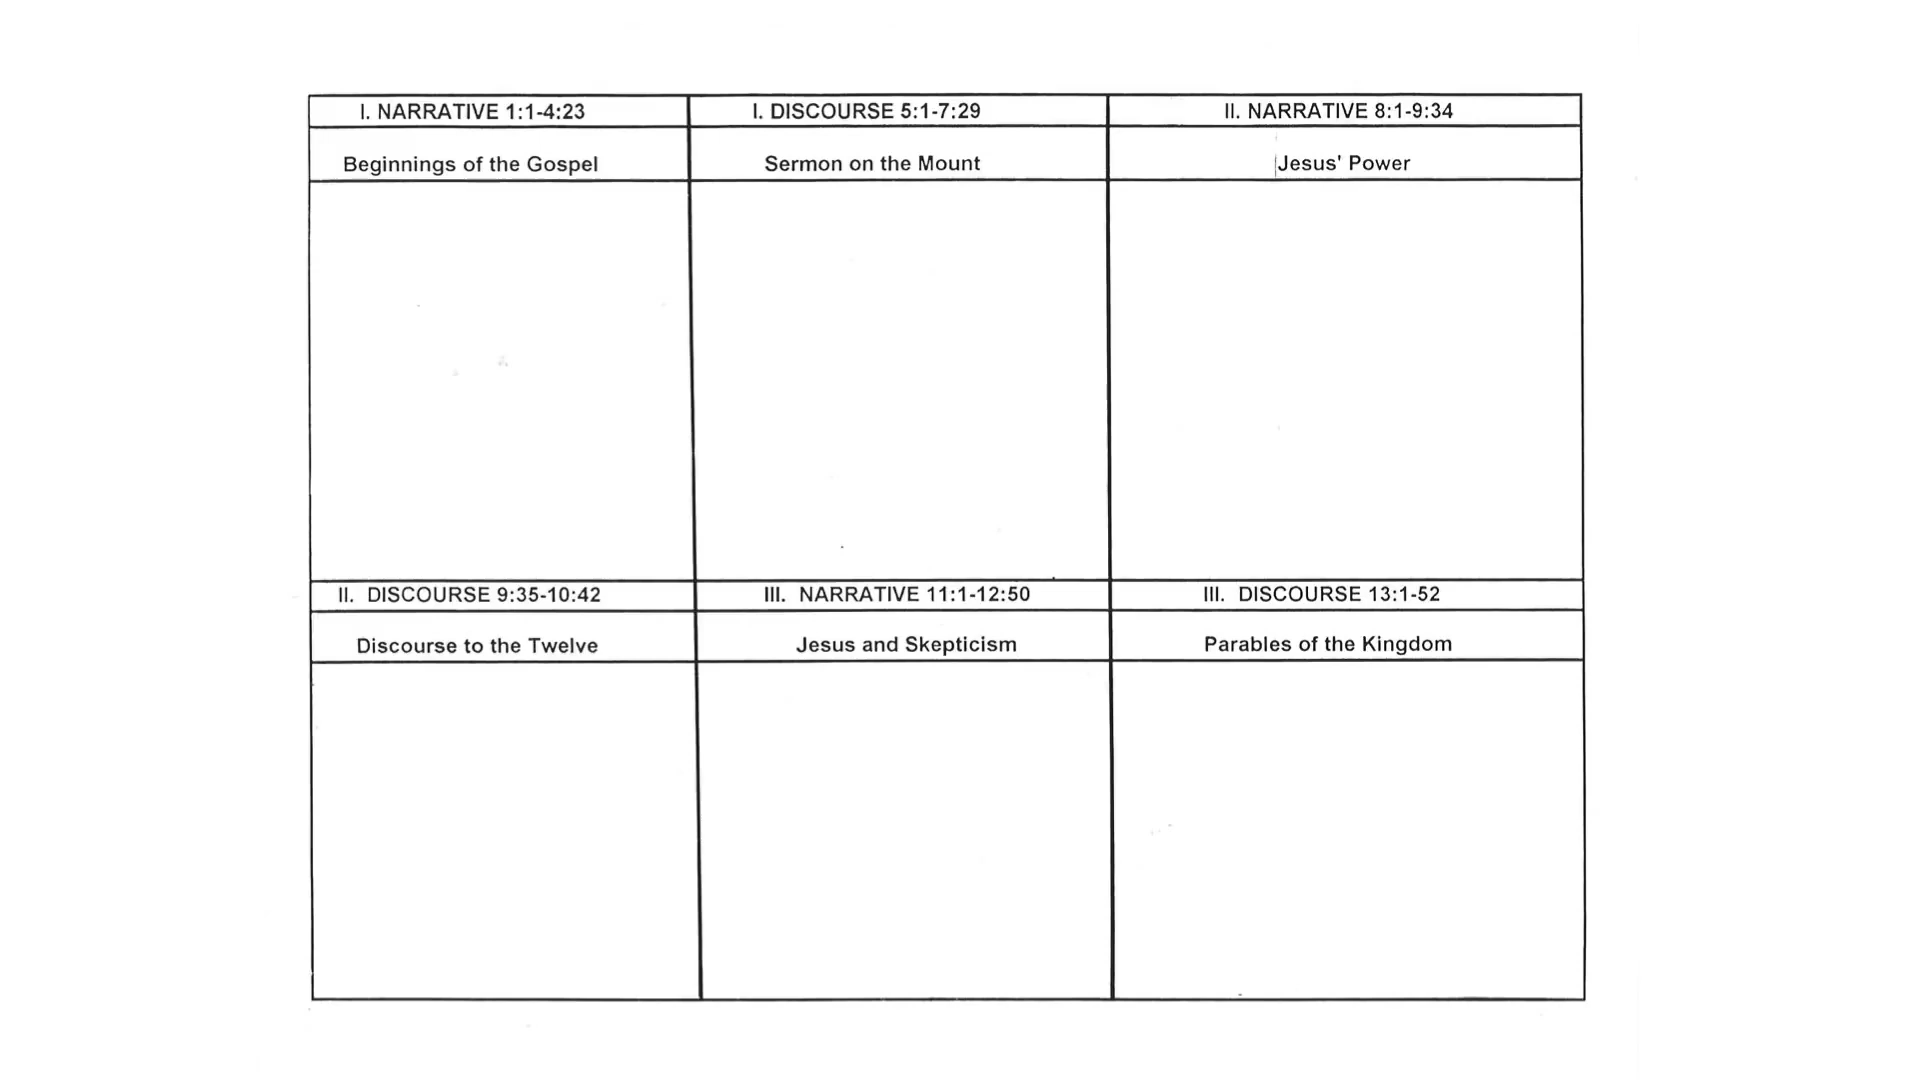 I. NARRATIVE 1:1-4:23
I. DISCOURSE 5:1-7:29
II. NARRATIVE 8:1-9:34
Beginnings of the Gospel
Sermon on the Mount
Jesus' Power
II. DISCOURSE 9:35-10:42
III. NARRATIVE 11:1-12:50
III. DISCOURSE 13:1-52
Discourse to the Twelve
Jesus and Skepticism
Parables of the Kingdom